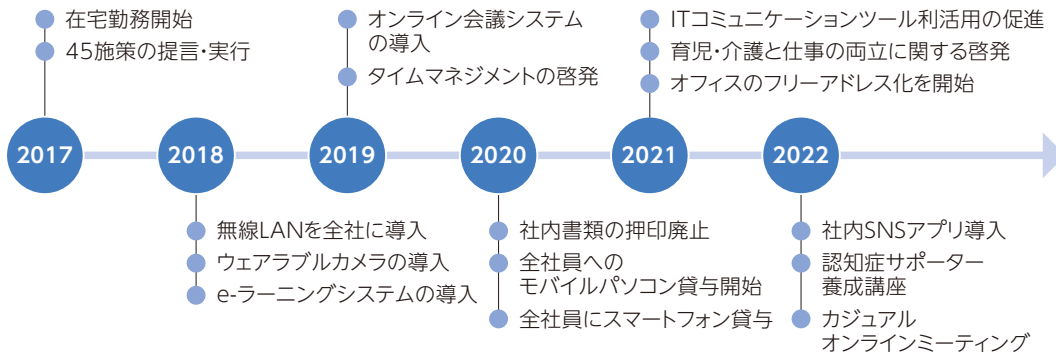 在宅勤務開始
45施策の提言・実行
オンライン会議システム
の導入
タイムマネジメントの啓発
ITコミュニケーションツール利活用の促進
育児・介護と仕事の両立に関する啓発
オフィスのフリーアドレス化を開始
2017
2018
2019
2020
2021
2022
無線LANを全社に導入
ウェアラブルカメラの導入
e-ラーニングシステムの導入
社内書類の押印廃止
全社員への
モバイルパソコン貸与開始
全社員にスマートフォン貸与
社内SNSアプリ導入
認知症サポーター
養成講座
カジュアル
オンラインミーティング